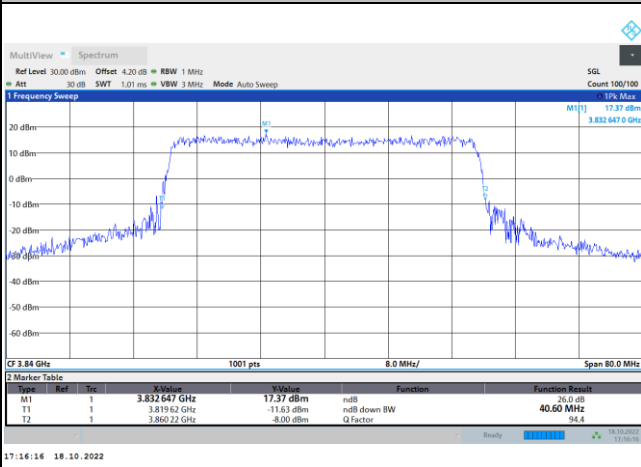 MultiView Spectrum
Ref Level 30.00 dBm Offset 4.20 dB RBW 1 MHz SGL
Att 30 dB SWT 1.01 ms VBW 3 MHz Mode Auto Sweep Count 100/100
1 Frequency Sweep 1Pk Max
M1[1] 17.37 dBm
3.832 647 0 GHz
M1
20 dBm
10 dBm
0 dBm
T2
-10 dBm
-20 dBm
-30 dBm
-40 dBm
-50 dBm
-60 dBm
CF 3.84 GHz 1001 pts 8.0 MHz/ Span 80.0 MHz
2 Marker Table
Type Ref Trc X-Value Y-Value Function Function Result
M1 1 3.832 647 GHz 17.37 dBm ndB 26.0 dB
T1 1 3.819 62 GHz -11.63 dBm ndB down BW 40.60 MHz
T2 1 3.860 22 GHz -8.00 dBm Q Factor 94.4
Ready 18.10.2022
17:16:16
17:16:16 18.10.2022